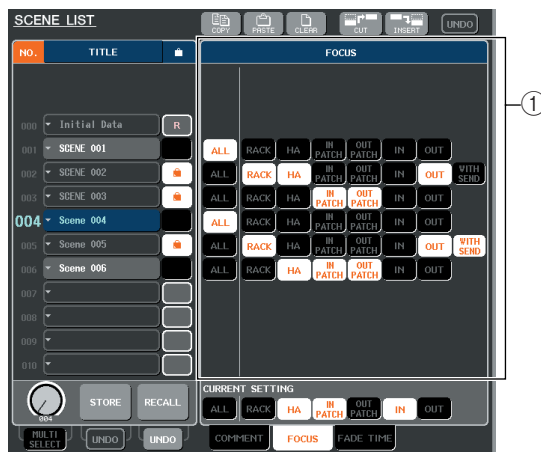 SCENE LIST
COPY PASTE CLEAR CUT INSERT UNDO
NO. TITLE FOCUS
000 Initial Data R
001 SCENE 001 ALL RACK HA IN PATCH OUT PATCH IN OUT
002 SCENE 002 ALL RACK HA IN PATCH OUT PATCH IN OUT WITH SEND
003 SCENE 003 ALL RACK HA IN PATCH OUT PATCH IN OUT
004 Scene 004 ALL RACK HA IN PATCH OUT PATCH IN OUT
005 Scene 005 ALL RACK HA IN PATCH OUT PATCH IN OUT WITH SEND
006 Scene 006 ALL RACK HA IN PATCH OUT PATCH IN OUT
007
008
009
010
1
CURRENT SETTING
004 STORE RECALL ALL RACK HA IN PATCH OUT PATCH IN OUT
MULTI SELECT UNDO UNDO COMMENT FOCUS FADE TIME